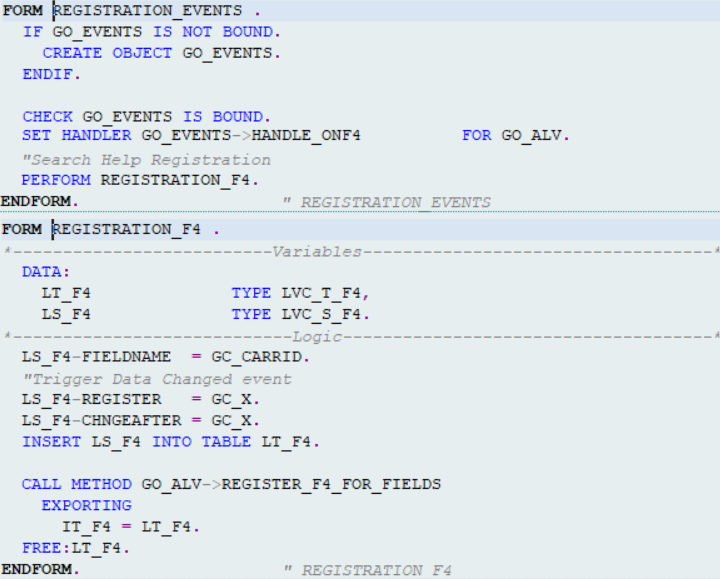 FORM REGISTRATION_EVENTS .
IF GO_EVENTS IS NOT BOUND.
CREATE OBJECT GO_EVENTS.
ENDIF.
CHECK GO_EVENTS IS BOUND.
SET HANDLER GO_EVENTS->HANDLE_ONF4 FOR GO_ALV.
"Search Help Registration
PERFORM REGISTRATION_F4.
ENDFORM. " REGISTRATION_EVENTS
FORM REGISTRATION_F4 .
*--------------------------Variables-----------------------------------*
DATA:
LT_F4 TYPE LVC_T_F4,
LS_F4 TYPE LVC_S_F4.
*----------------------------Logic-------------------------------------*
LS_F4-FIELDNAME = GC_CARRID.
"Trigger Data Changed event
LS_F4-REGISTER = GC_X.
LS_F4-CHNGEAFTER = GC_X.
INSERT LS_F4 INTO TABLE LT_F4.
CALL METHOD GO_ALV->REGISTER_F4_FOR_FIELDS
EXPORTING
IT_F4 = LT_F4.
FREE:LT_F4.
ENDFORM. " REGISTRATION_F4